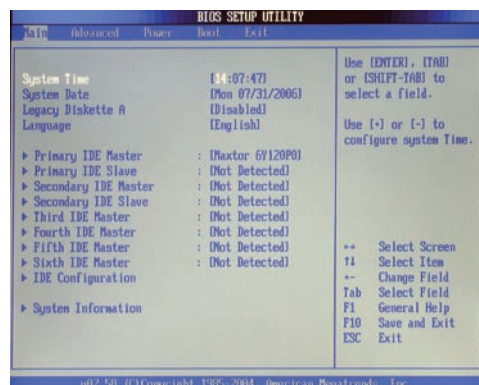 BIOS SETUP UTILITY
Main Advanced Power Boot Exit
System Time [14:07:47]
System Date [Mon 07/31/2006]
Legacy Diskette A [Disabled]
Language [English]
▶ Primary IDE Master : [Maxtor 6Y120P0]
▶ Primary IDE Slave : [Not Detected]
▶ Secondary IDE Master : [Not Detected]
▶ Secondary IDE Slave : [Not Detected]
▶ Third IDE Master : [Not Detected]
▶ Fourth IDE Master : [Not Detected]
▶ Fifth IDE Master : [Not Detected]
▶ Sixth IDE Master : [Not Detected]
▶ IDE Configuration
▶ System Information
Use [ENTER], [TAB]
or [SHIFT-TAB] to
select a field.
Use [+] or [-] to
configure system Time.
↔ Select Screen
↑↓ Select Item
+- Change Field
Tab Select Field
F1 General Help
F10 Save and Exit
ESC Exit
v02.58 (C)Copyright 1985-2004, American Megatrends, Inc.